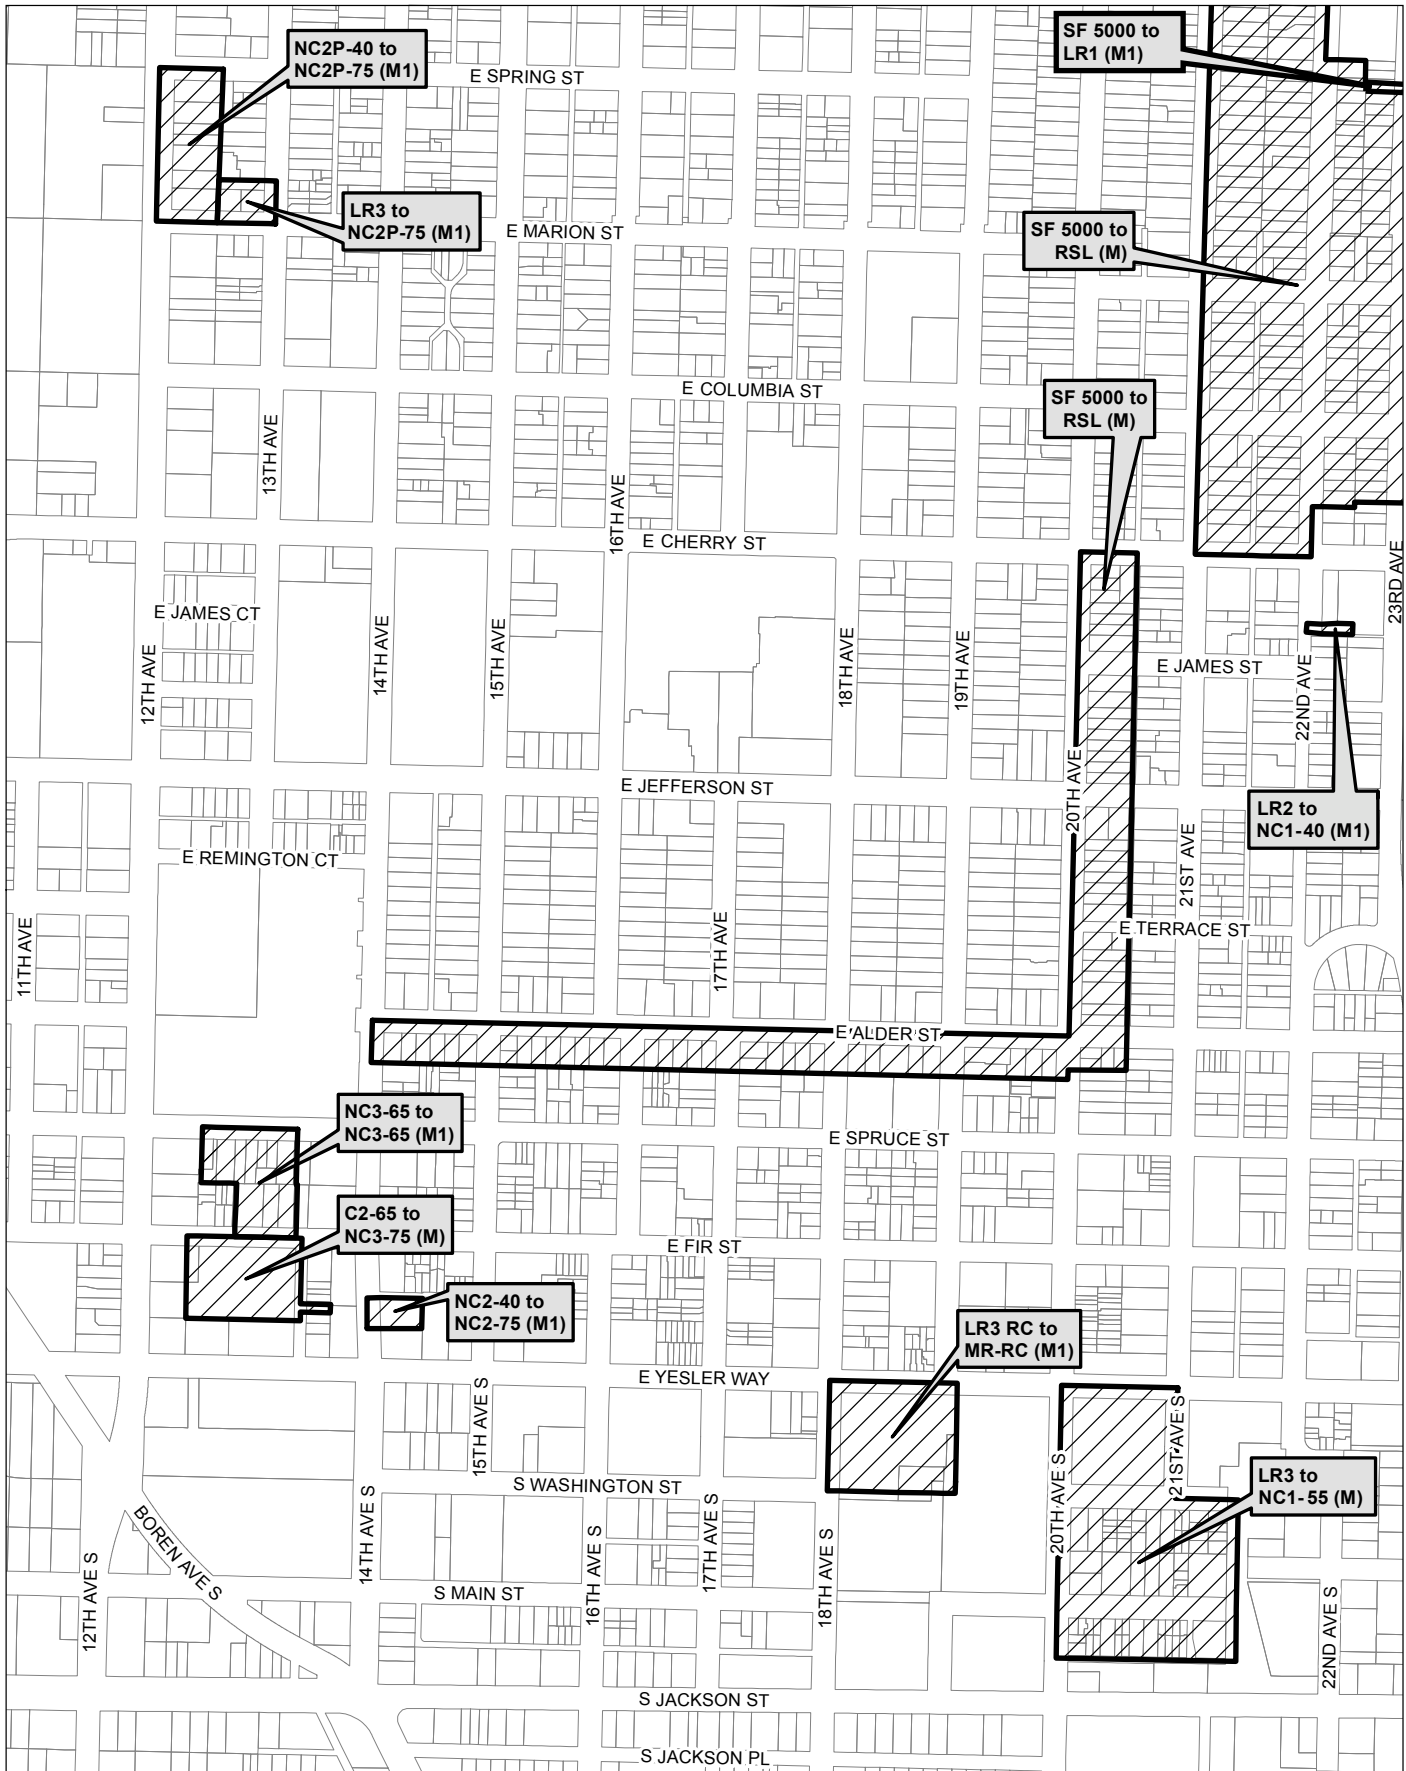 NC2P-40 to
NC2P-75 (M1)
SF 5000 to
LR1 (M1)
E SPRING ST
LR3 to
NC2P-75 (M1)
E MARION ST
SF 5000 to
RSL (M)
E COLUMBIA ST
SF 5000 to
RSL (M)
13TH AVE
16TH AVE
E CHERRY ST
23RD AVE
E JAMES CT
12TH AVE
14TH AVE
15TH AVE
18TH AVE
19TH AVE
E JAMES ST
22ND AVE
20TH AVE
E JEFFERSON ST
LR2 to
NC1-40 (M1)
E REMINGTON CT
21ST AVE
11TH AVE
17TH AVE
E TERRACE ST
E ALDER ST
NC3-65 to
NC3-65 (M1)
E SPRUCE ST
C2-65 to
NC3-75 (M)
E FIR ST
NC2-40 to
NC2-75 (M1)
LR3 RC to
MR-RC (M1)
E YESLER WAY
15TH AVE S
21ST AVE S
S WASHINGTON ST
LR3 to
NC1-55 (M)
BOREN AVE S
12TH AVE S
14TH AVE S
16TH AVE S
17TH AVE S
18TH AVE S
20TH AVE S
S MAIN ST
22ND AVE S
S JACKSON ST
S JACKSON PL